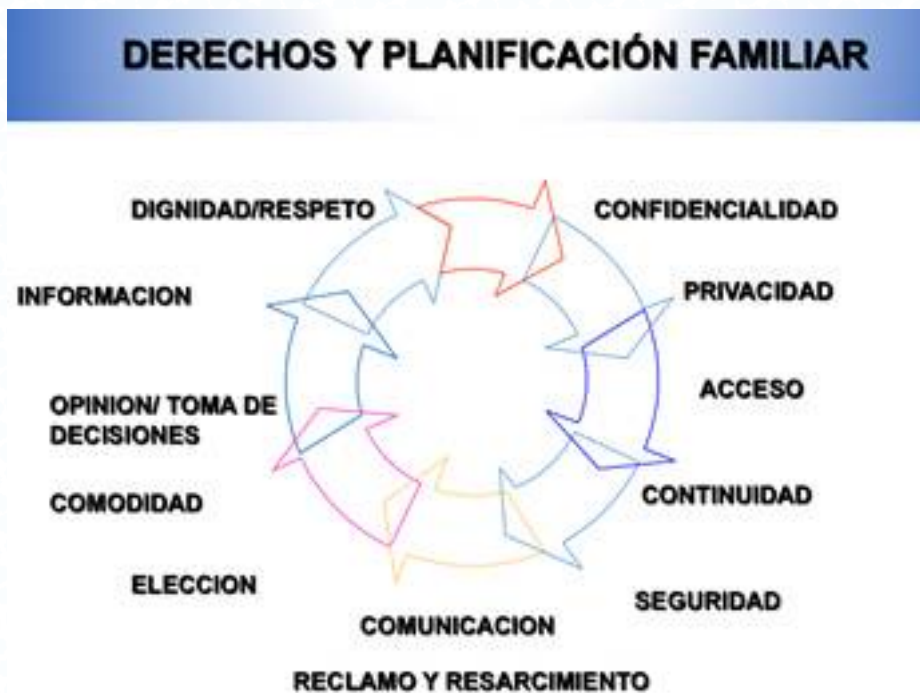 DERECHOS Y PLANIFICACIÓN FAMILIAR
DIGNIDAD/RESPETO
CONFIDENCIALIDAD
INFORMACION
PRIVACIDAD
ACCESO
OPINION/ TOMA DE
DECISIONES
COMODIDAD
CONTINUIDAD
ELECCION
SEGURIDAD
COMUNICACION
RECLAMO Y RESARCIMIENTO